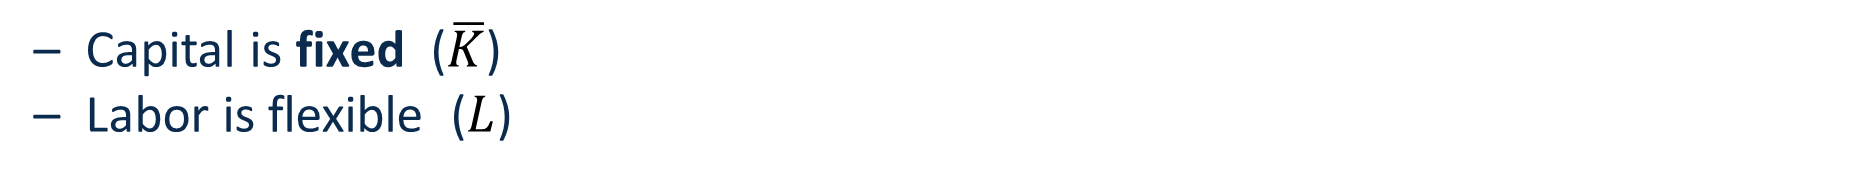 – Capital is fixed (K̅)
– Labor is flexible (L)